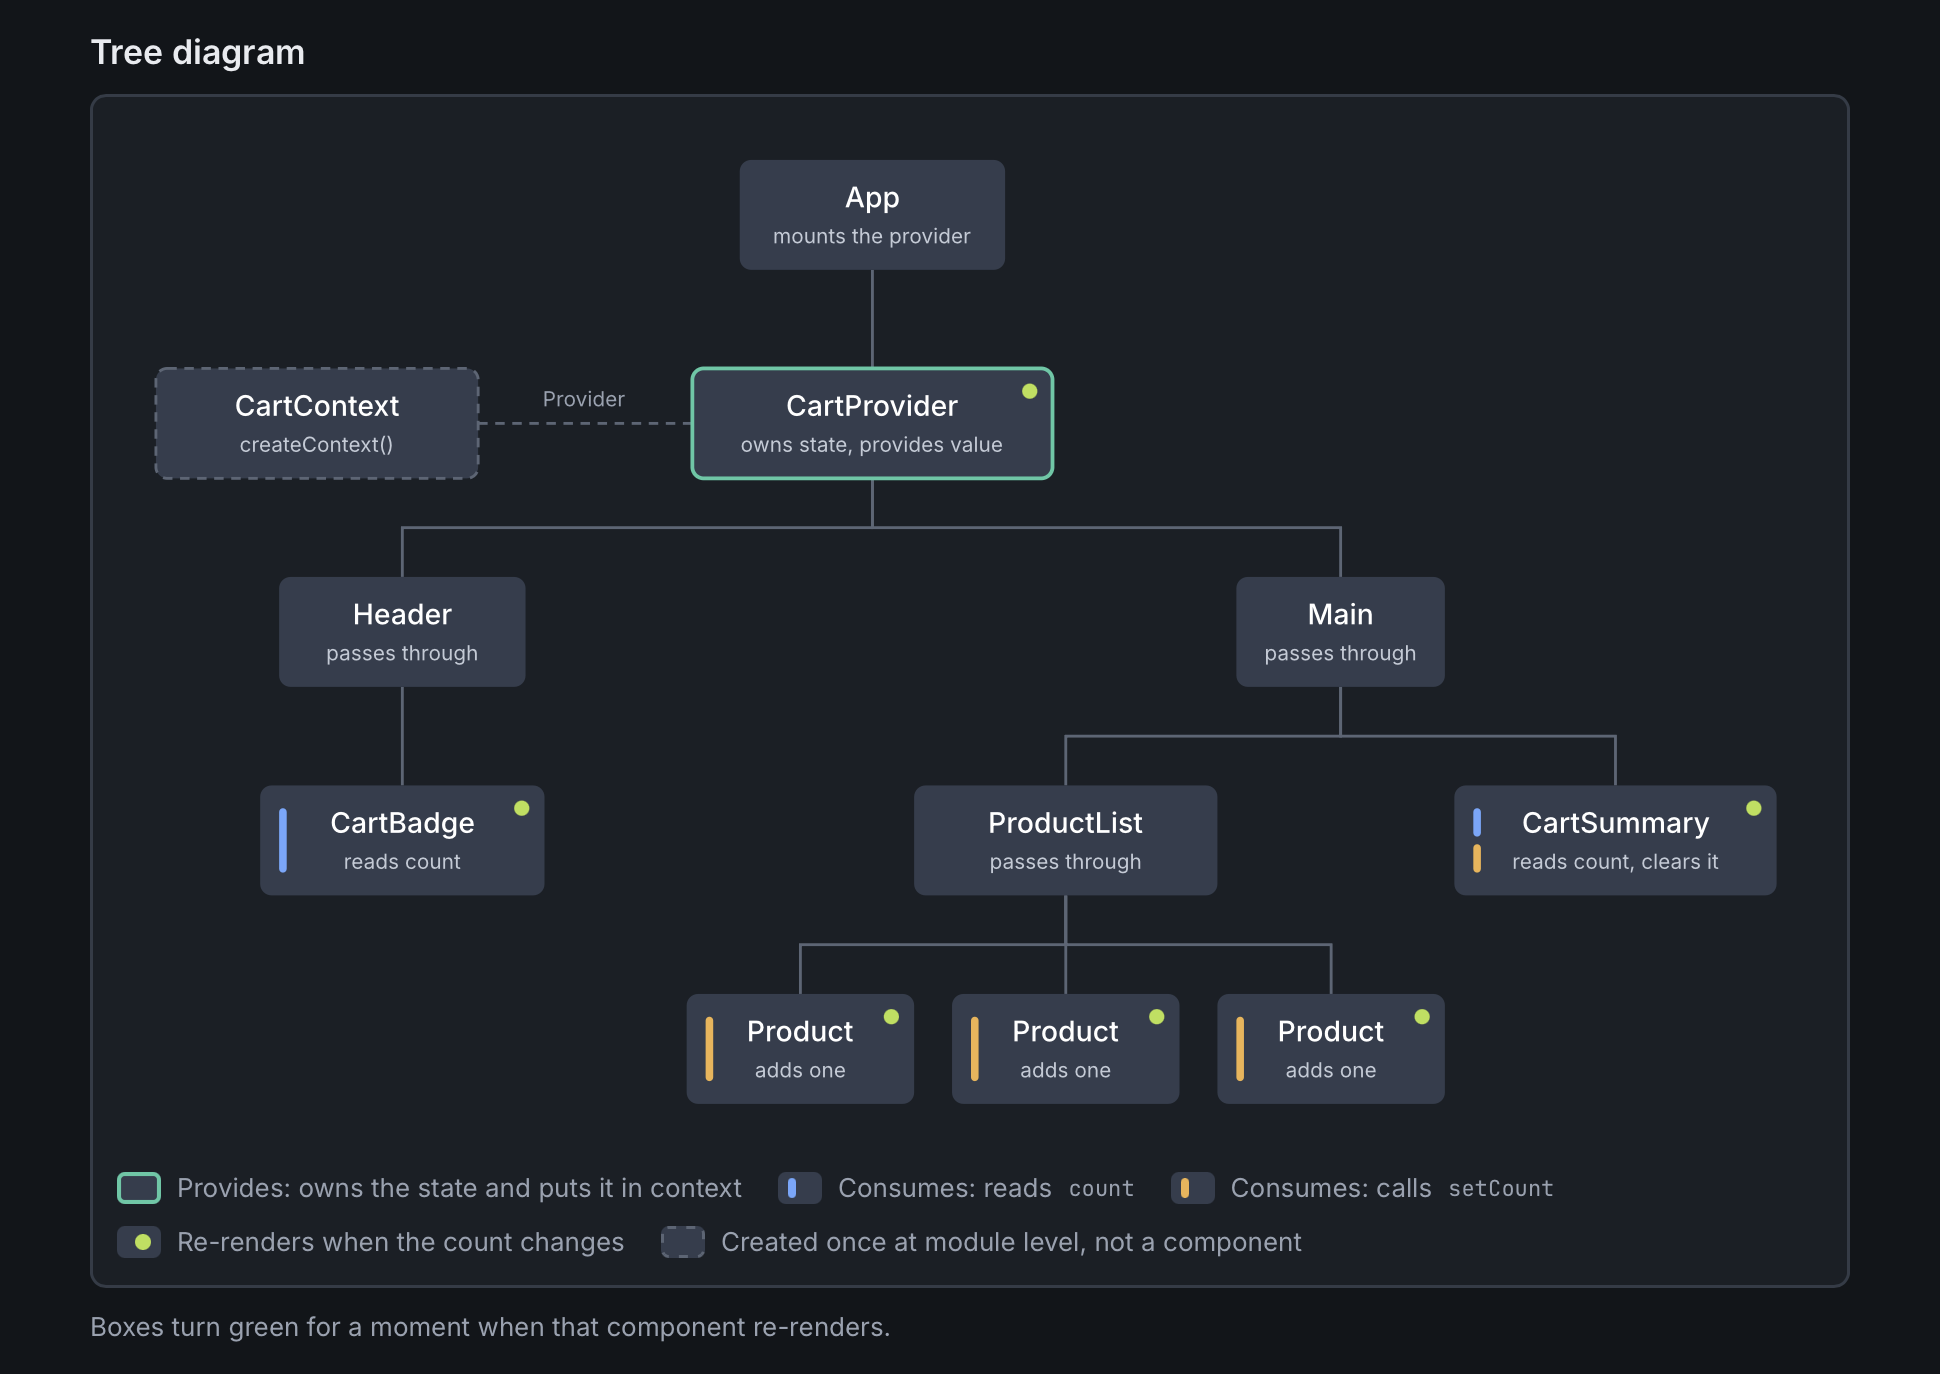 Tree diagram
App
mounts the provider
CartContext
createContext()
Provider
CartProvider
owns state, provides value
Header
passes through
Main
passes through
CartBadge
reads count
ProductList
passes through
CartSummary
reads count, clears it
Product
adds one
Product
adds one
Product
adds one
Provides: owns the state and puts it in context
Consumes: reads count
Consumes: calls setCount
Re-renders when the count changes
Created once at module level, not a component
Boxes turn green for a moment when that component re-renders.